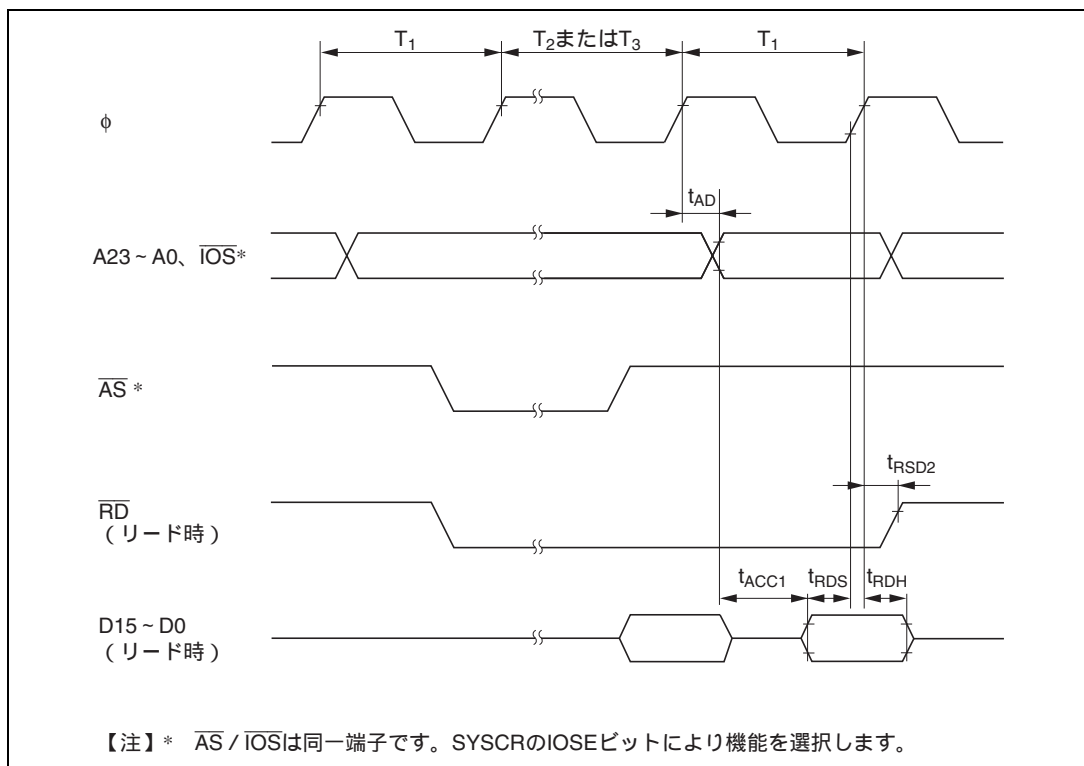 T1 T2またはT3 T1
φ
tAD
A23～A0、IOS*
AS *
tRSD2
RD
（リード時）
tACC1 tRDS tRDH
D15～D0
（リード時）
【注】* AS / IOSは同一端子です。SYSCRのIOSEビットにより機能を選択します。